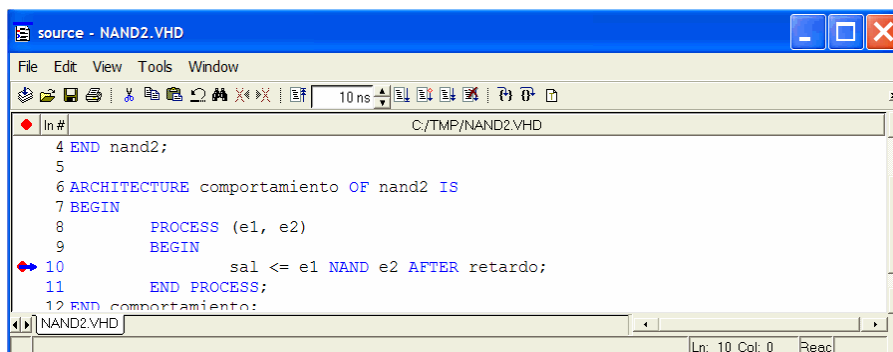 source - NAND2.VHD
File Edit View Tools Window
10 ns
ln # C:/TMP/NAND2.VHD
4 END nand2;
5
6 ARCHITECTURE comportamiento OF nand2 IS
7 BEGIN
8 PROCESS (e1, e2)
9 BEGIN
10 sal <= e1 NAND e2 AFTER retardo;
11 END PROCESS;
12 END comportamiento;
NAND2.VHD
Ln: 10 Col: 0 Reac